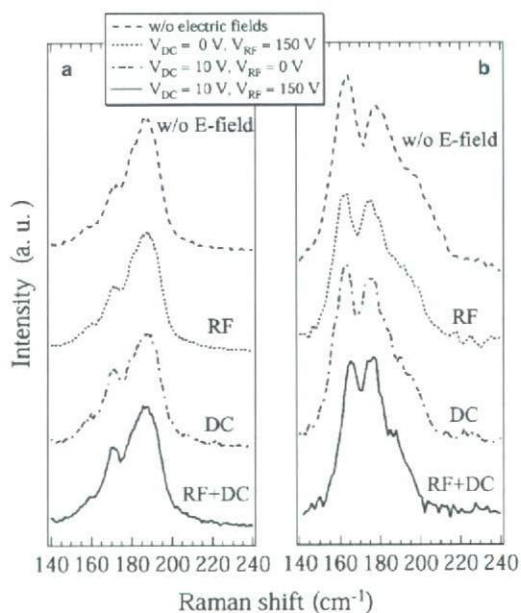 w/o electric fields
V_DC = 0 V, V_RF = 150 V
V_DC = 10 V, V_RF = 0 V
V_DC = 10 V, V_RF = 150 V
a
b
w/o E-field
w/o E-field
RF
RF
DC
DC
RF+DC
RF+DC
Intensity (a. u.)
140 160 180 200 220 240
140 160 180 200 220 240
Raman shift (cm⁻¹)